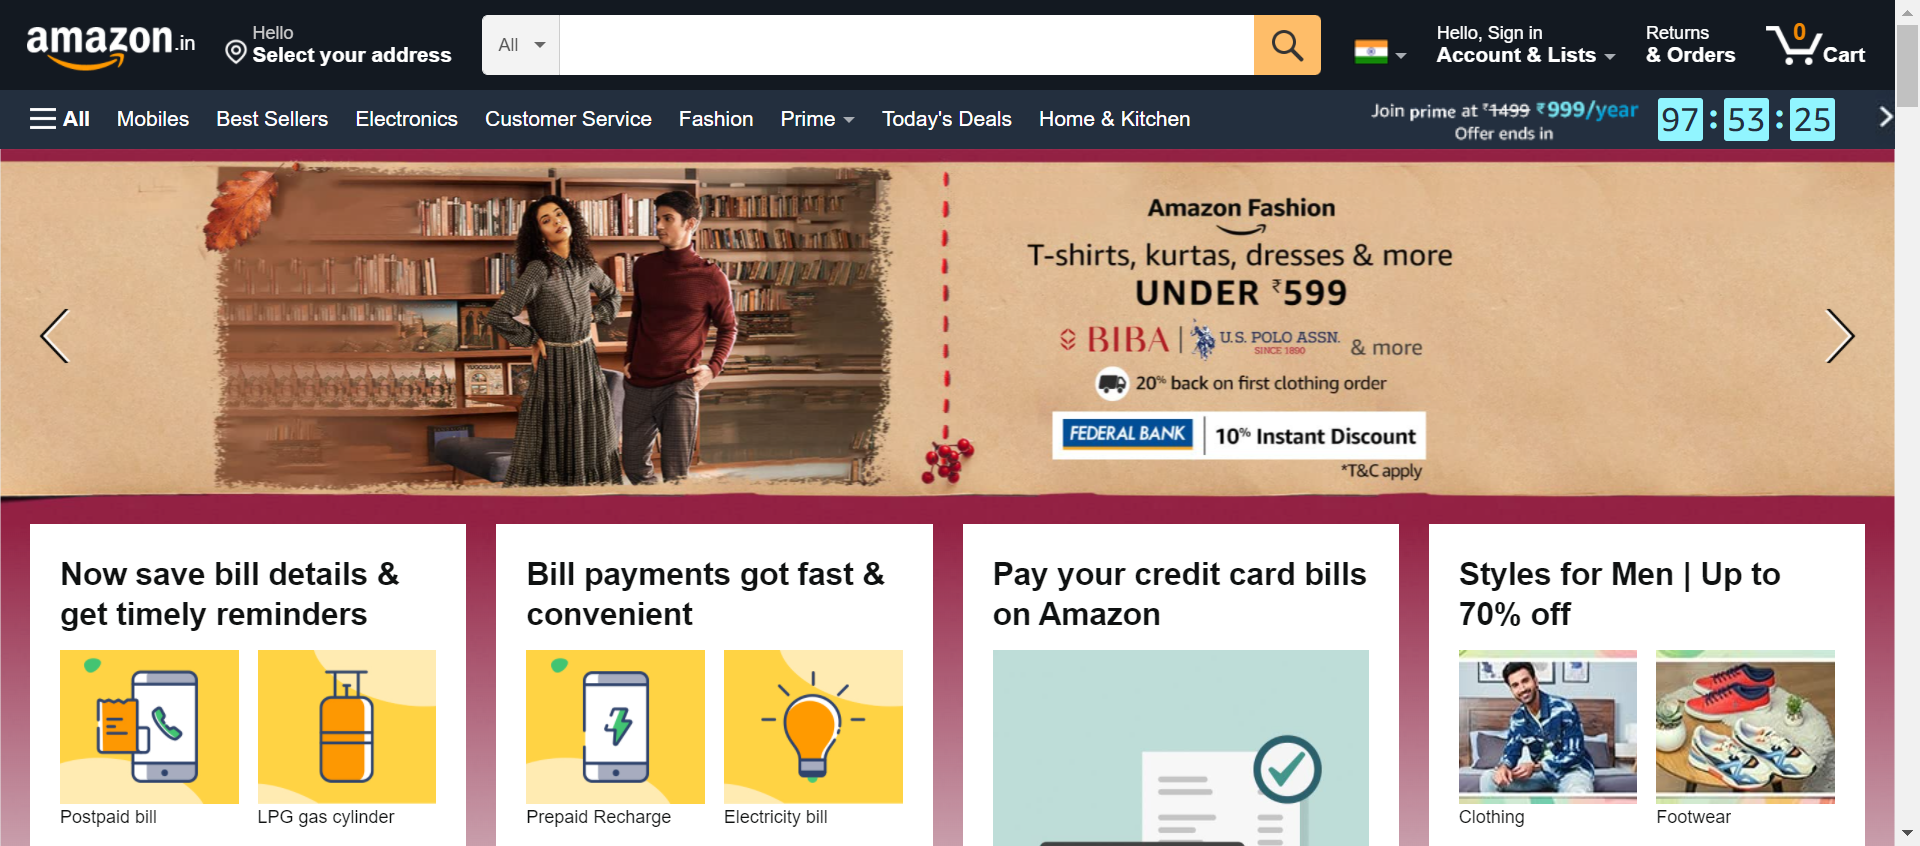 amazon.in
Hello
Select your address
All
Hello, Sign in
Account & Lists
Returns
& Orders
0
Cart
All
Mobiles
Best Sellers
Electronics
Customer Service
Fashion
Prime
Today's Deals
Home & Kitchen
Join prime at ₹1499 ₹999/year
Offer ends in
97 : 53 : 25
Amazon Fashion
T-shirts, kurtas, dresses & more
UNDER ₹599
BIBA | U.S. POLO ASSN.
SINCE 1890
& more
20% back on first clothing order
FEDERAL BANK
10% Instant Discount
*T&C apply
Now save bill details &
get timely reminders
Postpaid bill
LPG gas cylinder
Bill payments got fast &
convenient
Prepaid Recharge
Electricity bill
Pay your credit card bills
on Amazon
Styles for Men | Up to
70% off
Clothing
Footwear